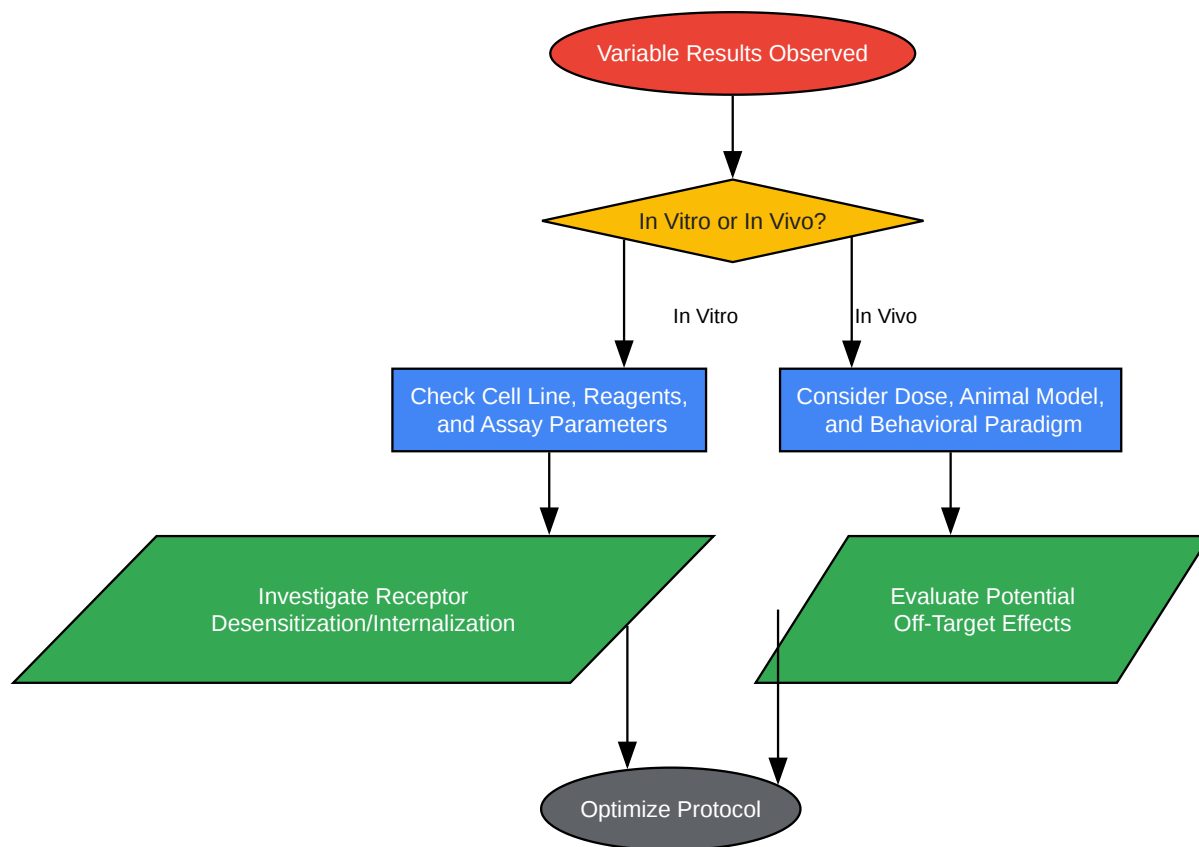 Variable Results Observed
In Vitro or In Vivo?
In Vitro
In Vivo
Check Cell Line, Reagents,
and Assay Parameters
Consider Dose, Animal Model,
and Behavioral Paradigm
Investigate Receptor
Desensitization/Internalization
Evaluate Potential
Off-Target Effects
Optimize Protocol